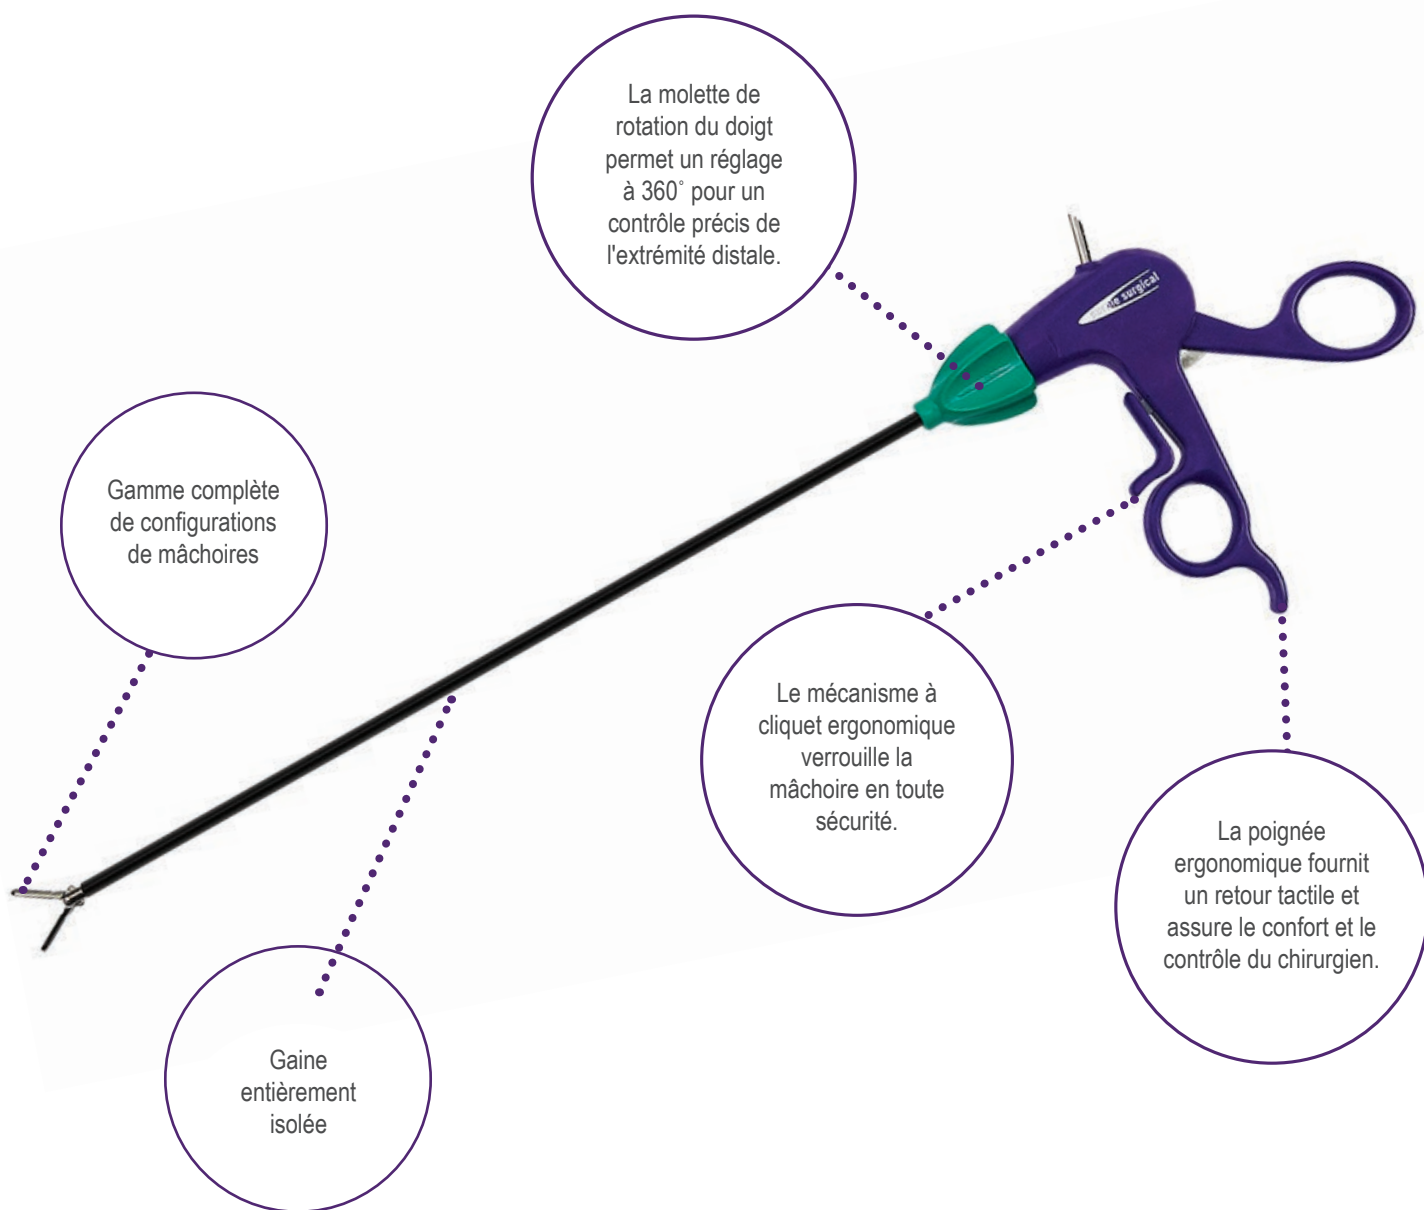 La molette de
rotation du doigt
permet un réglage
à 360° pour un
contrôle précis de
l'extrémité distale.
surgical
Gamme complète
de configurations
de mâchoires
Le mécanisme à
cliquet ergonomique
verrouille la
mâchoire en toute
sécurité.
La poignée
ergonomique fournit
un retour tactile et
assure le confort et le
contrôle du chirurgien.
Gaine
entièrement
isolée